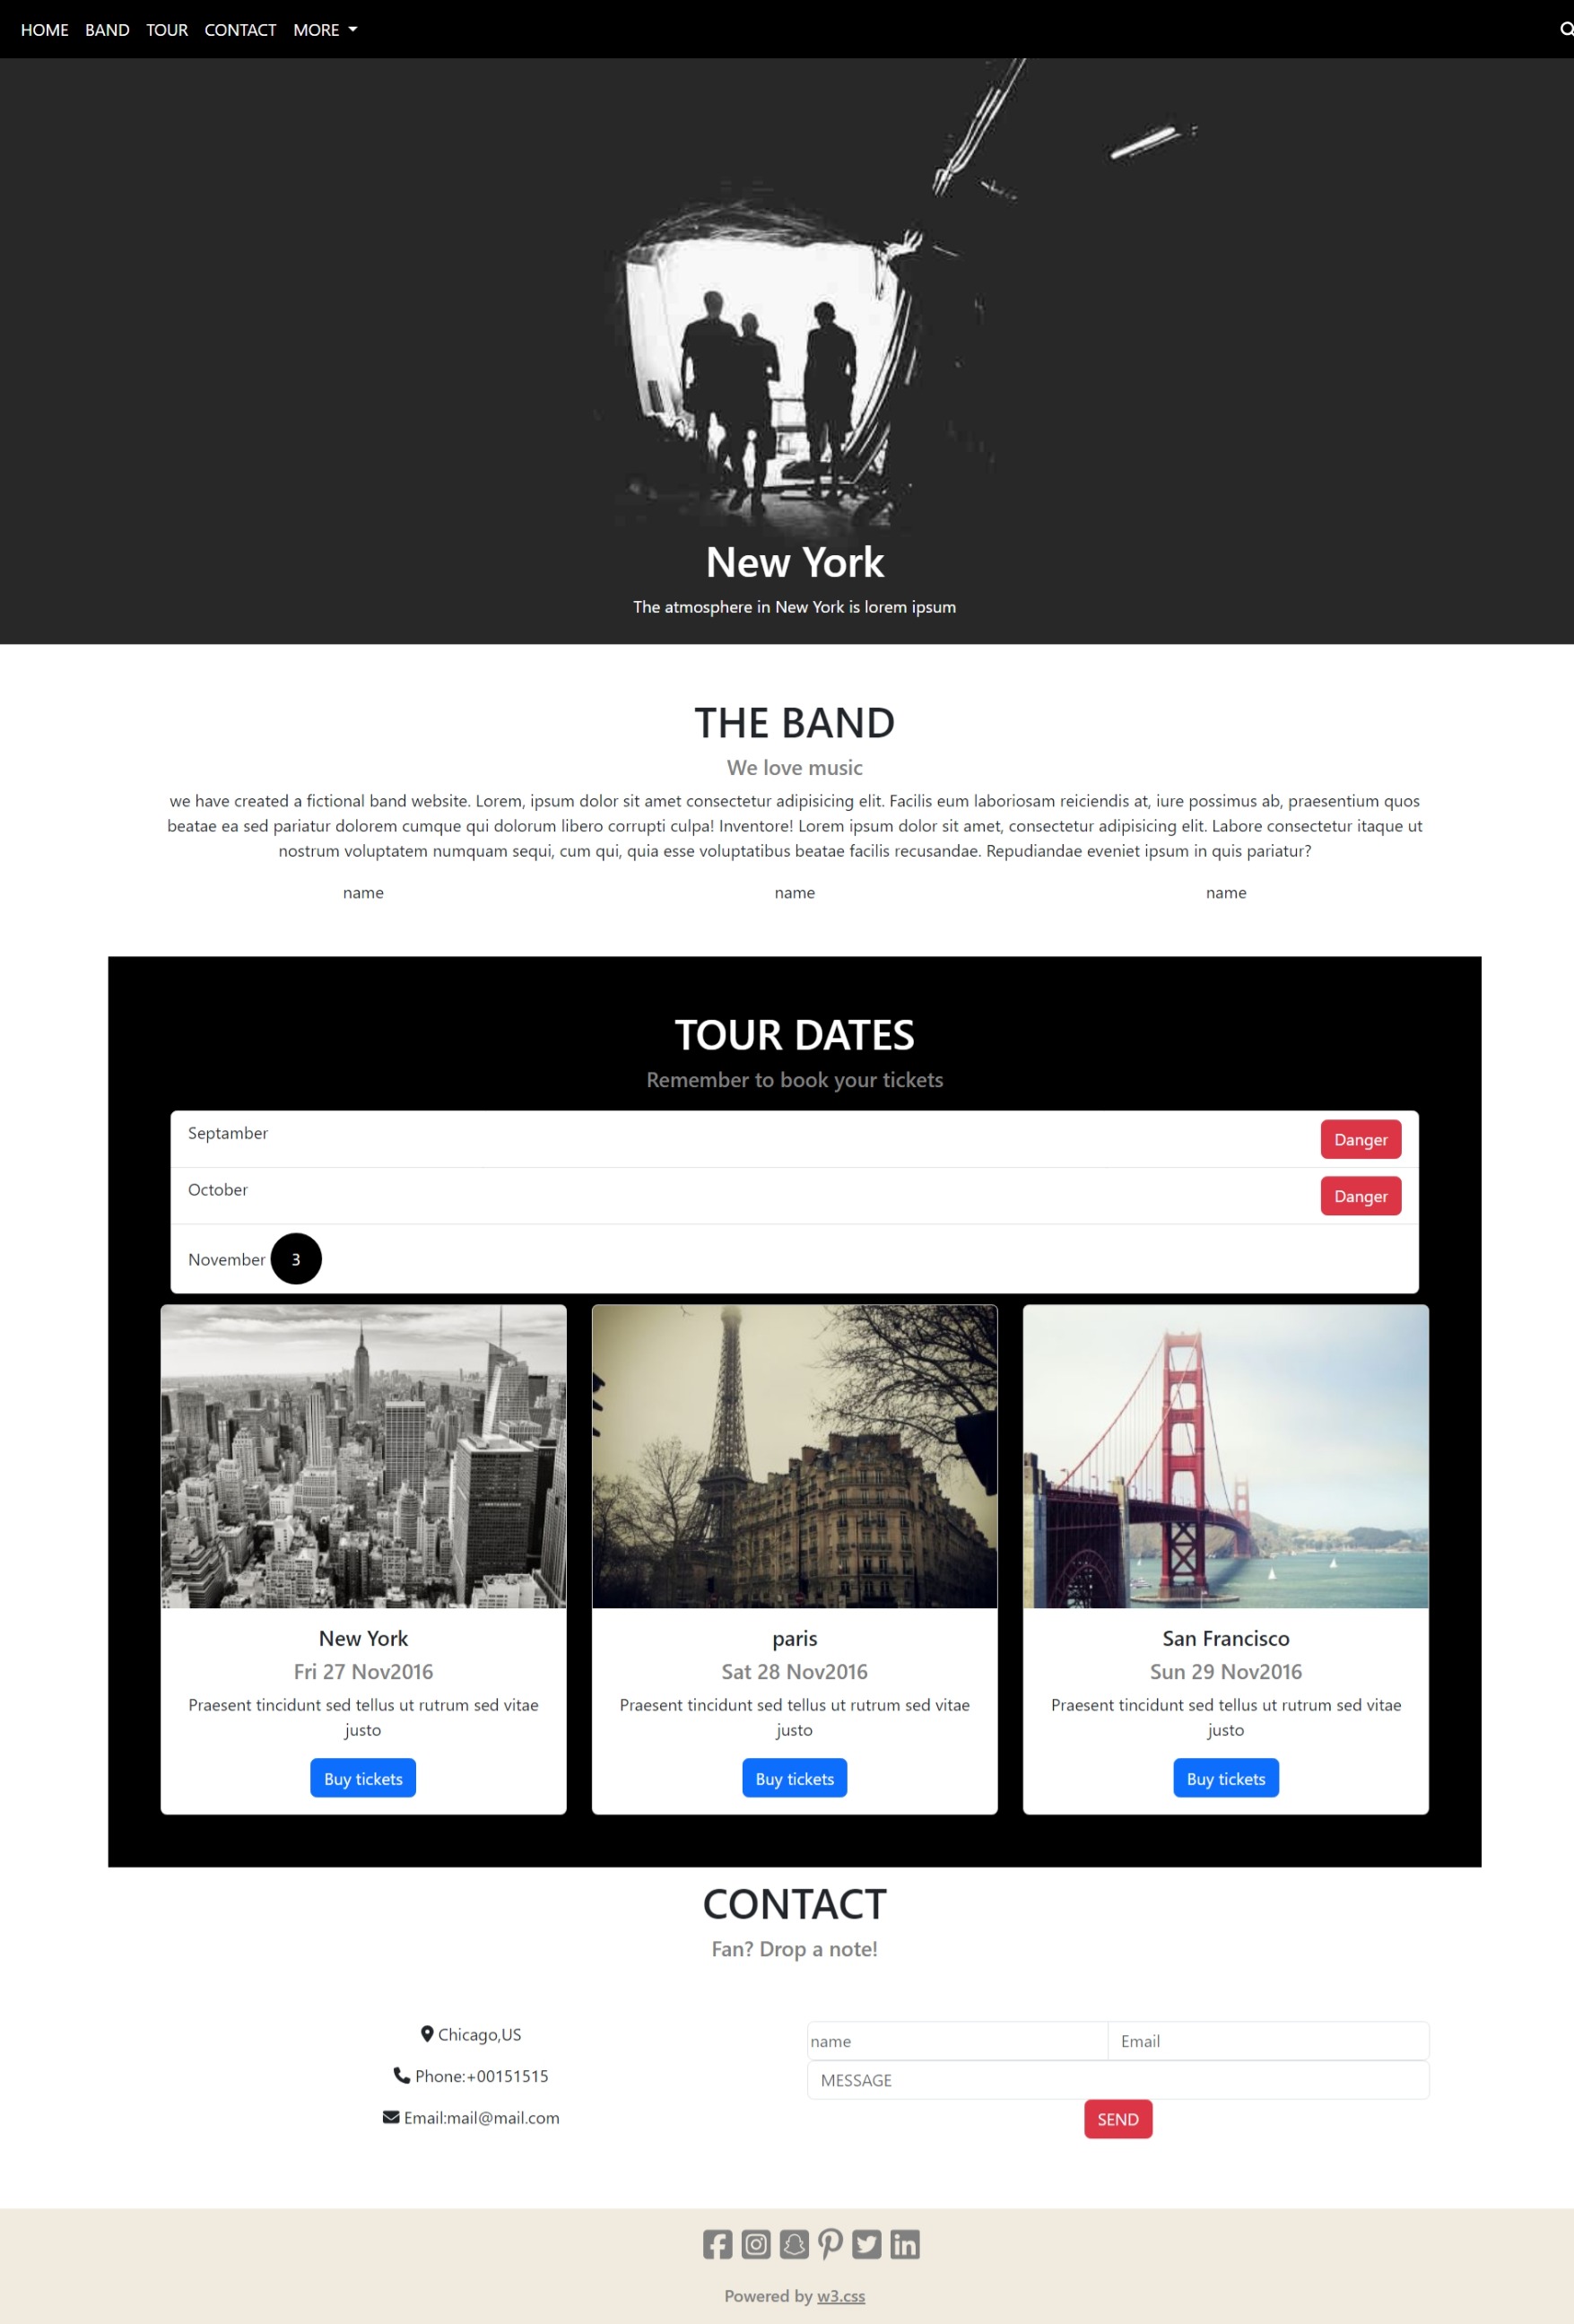 HOME BAND TOUR CONTACT MORE
New York
The atmosphere in New York is lorem ipsum
THE BAND
We love music
we have created a fictional band website. Lorem, ipsum dolor sit amet consectetur adipisicing elit. Facilis eum laboriosam reiciendis at, iure possimus ab, praesentium quos
beatae ea sed pariatur dolorem cumque qui dolorum libero corrupti culpa! Inventore! Lorem ipsum dolor sit amet, consectetur adipisicing elit. Labore consectetur itaque ut
nostrum voluptatem numquam sequi, cum qui, quia esse voluptatibus beatae facilis recusandae. Repudiandae eveniet ipsum in quis pariatur?
name name name
TOUR DATES
Remember to book your tickets
Septamber Danger
October Danger
November 3
New York
Fri 27 Nov2016
Praesent tincidunt sed tellus ut rutrum sed vitae
justo
Buy tickets
paris
Sat 28 Nov2016
Praesent tincidunt sed tellus ut rutrum sed vitae
justo
Buy tickets
San Francisco
Sun 29 Nov2016
Praesent tincidunt sed tellus ut rutrum sed vitae
justo
Buy tickets
CONTACT
Fan? Drop a note!
Chicago,US
Phone:+00151515
Email:mail@mail.com
name Email
MESSAGE
SEND
Powered by w3.css